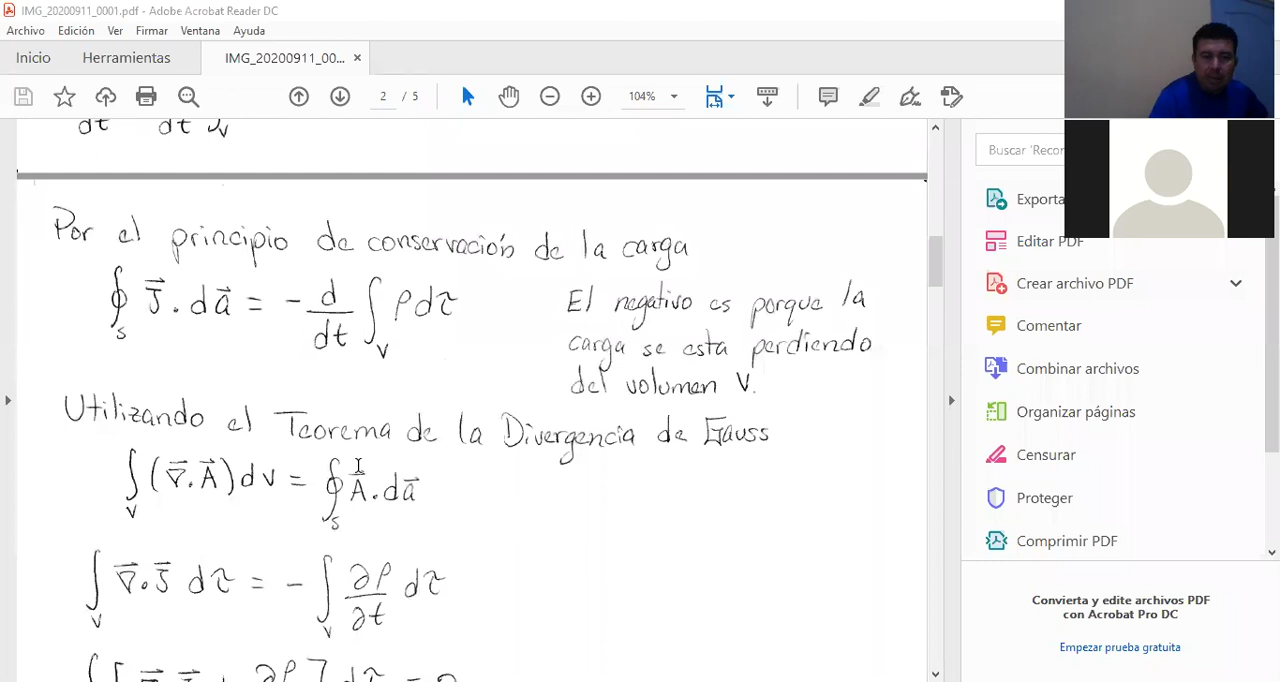 IMG_20200911_0001.pdf - Adobe Acrobat Reader DC
Archivo Edición Ver Firmar Ventana Ayuda
Inicio Herramientas IMG_20200911_00... ×
2 / 5 104%
dt dt ∫v
Por el principio de conservación de la carga
∮s J⃗ . da⃗ = - d/dt ∫v ρdτ
El negativo es porque la
carga se esta perdiendo
del volumen V.
Utilizando el Teorema de la Divergencia de Gauss
∫v (∇⃗.A⃗) dv = ∮s A⃗.da⃗
∫v ∇⃗.J⃗ dτ = - ∫v ∂ρ/∂t dτ
∫ [∇⃗.J⃗ + ∂ρ ] dτ = 0
Buscar 'Recor
Exporta
Editar PDF
Crear archivo PDF
Comentar
Combinar archivos
Organizar páginas
Censurar
Proteger
Comprimir PDF
Convierta y edite archivos PDF
con Acrobat Pro DC
Empezar prueba gratuita